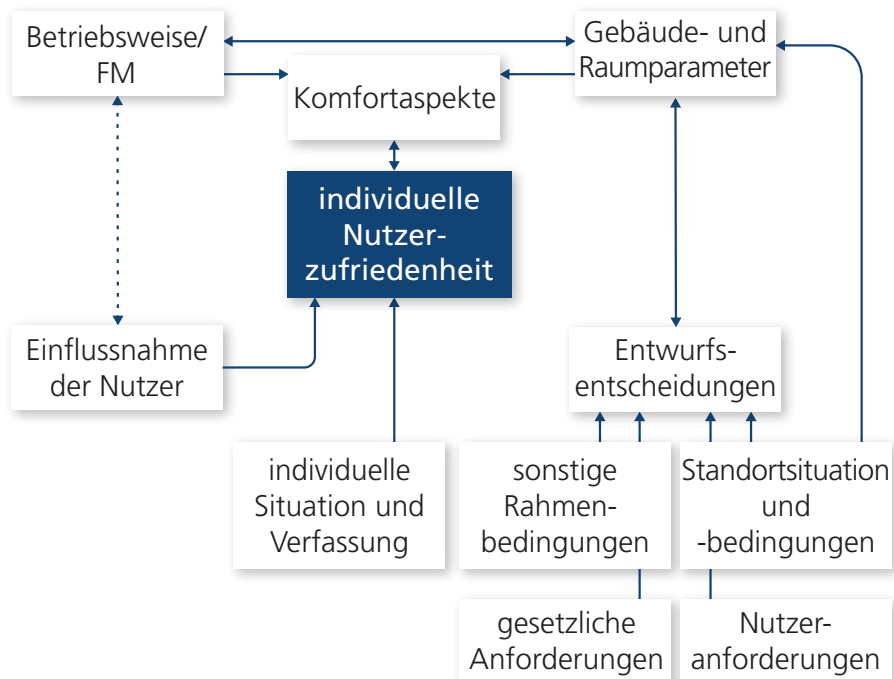 Betriebsweise/
FM
Gebäude- und
Raumparameter
Komfortaspekte
individuelle
Nutzer-
zufriedenheit
Einflussnahme
der Nutzer
Entwurfs-
entscheidungen
individuelle
Situation und
Verfassung
sonstige
Rahmen-
bedingungen
Standortsituation
und
-bedingungen
gesetzliche
Anforderungen
Nutzer-
anforderungen